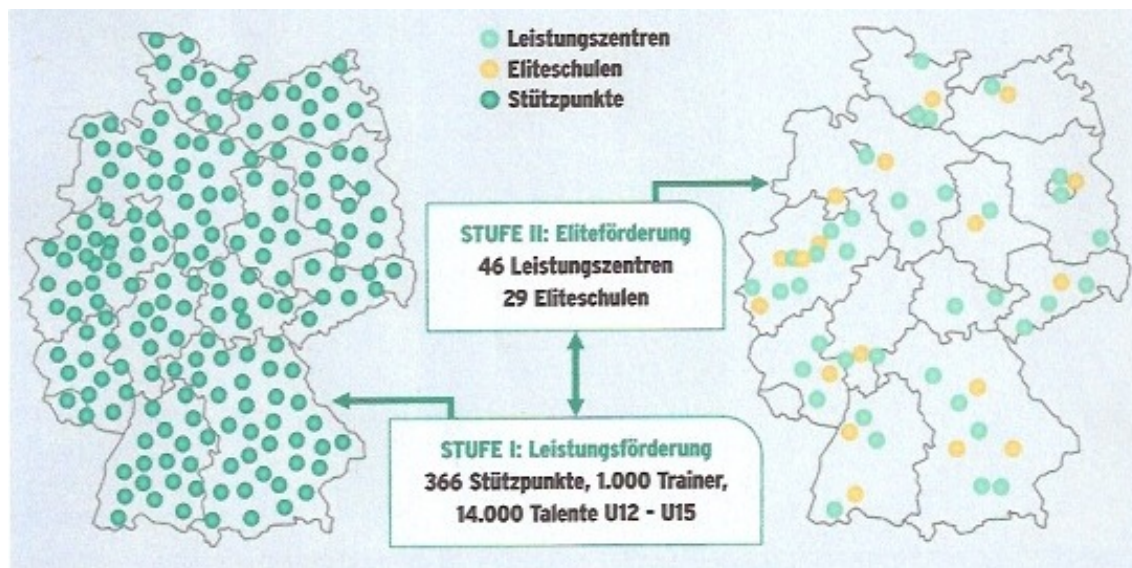 Leistungszentren
Eliteschulen
Stützpunkte
STUFE II: Eliteförderung
46 Leistungszentren
29 Eliteschulen
STUFE I: Leistungsförderung
366 Stützpunkte, 1.000 Trainer,
14.000 Talente U12 - U15